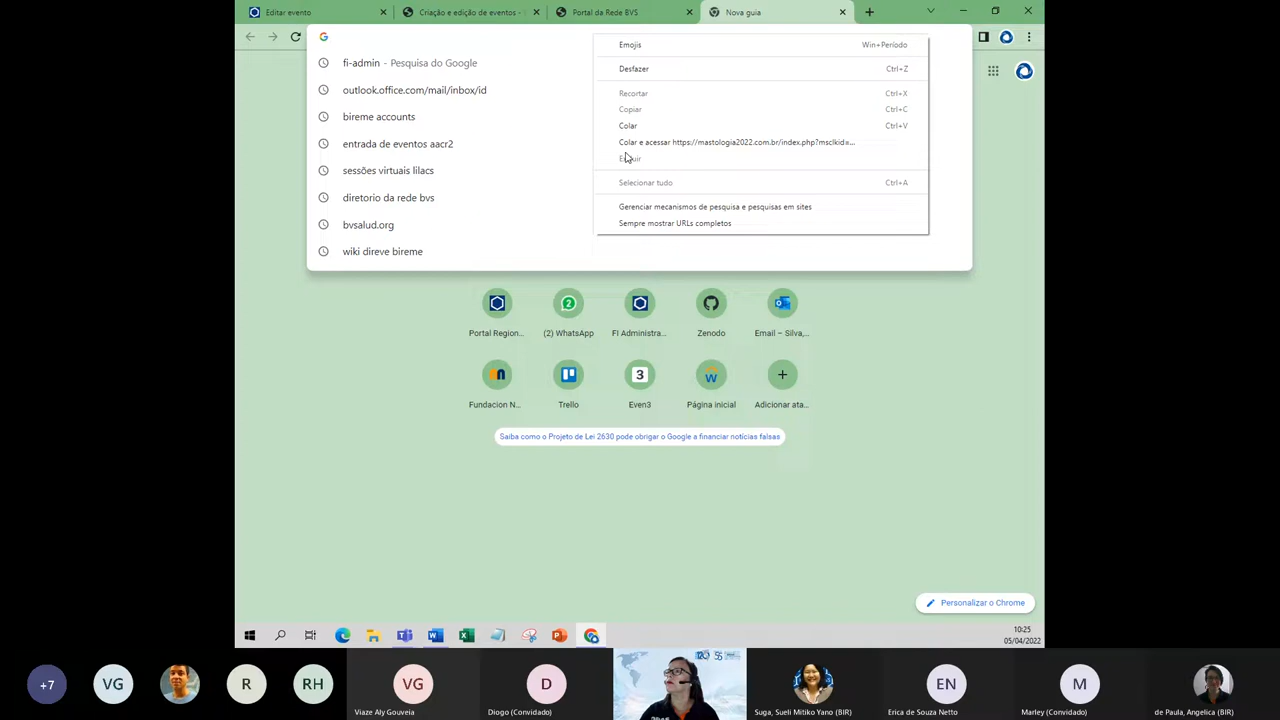 Editar evento
Criação e edição de eventos -
Portal da Rede BVS
Nova guia
fi-admin - Pesquisa do Google
outlook.office.com/mail/inbox/id
bireme accounts
entrada de eventos aacr2
sessões virtuais lilacs
diretorio da rede bvs
bvsalud.org
wiki direve bireme
Emojis Win+Período
Desfazer Ctrl+Z
Recortar Ctrl+X
Copiar Ctrl+C
Colar Ctrl+V
Colar e acessar https://mastologia2022.com.br/index.php?msclkid=...
Excluir
Selecionar tudo Ctrl+A
Gerenciar mecanismos de pesquisa e pesquisas em sites
Sempre mostrar URLs completos
Portal Region...
(2) WhatsApp
FI Administra...
Zenodo
Email – Silva,...
Fundacion N...
Trello
Even3
Página inicial
Adicionar ata...
Saiba como o Projeto de Lei 2630 pode obrigar o Google a financiar notícias falsas
Personalizar o Chrome
10:25
05/04/2022
+7
VG
R
RH
VG
Viaze Aly Gouveia
D
Diogo (Convidado)
Suga, Sueli Mitiko Yano (BIR)
EN
Erica de Souza Netto
M
Marley (Convidado)
de Paula, Angelica (BIR)